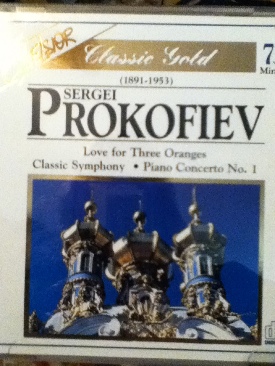 Classic Gold
(1891-1953)
SERGEI
PROKOFIEV
Love for Three Oranges
Classic Symphony • Piano Concerto No. 1